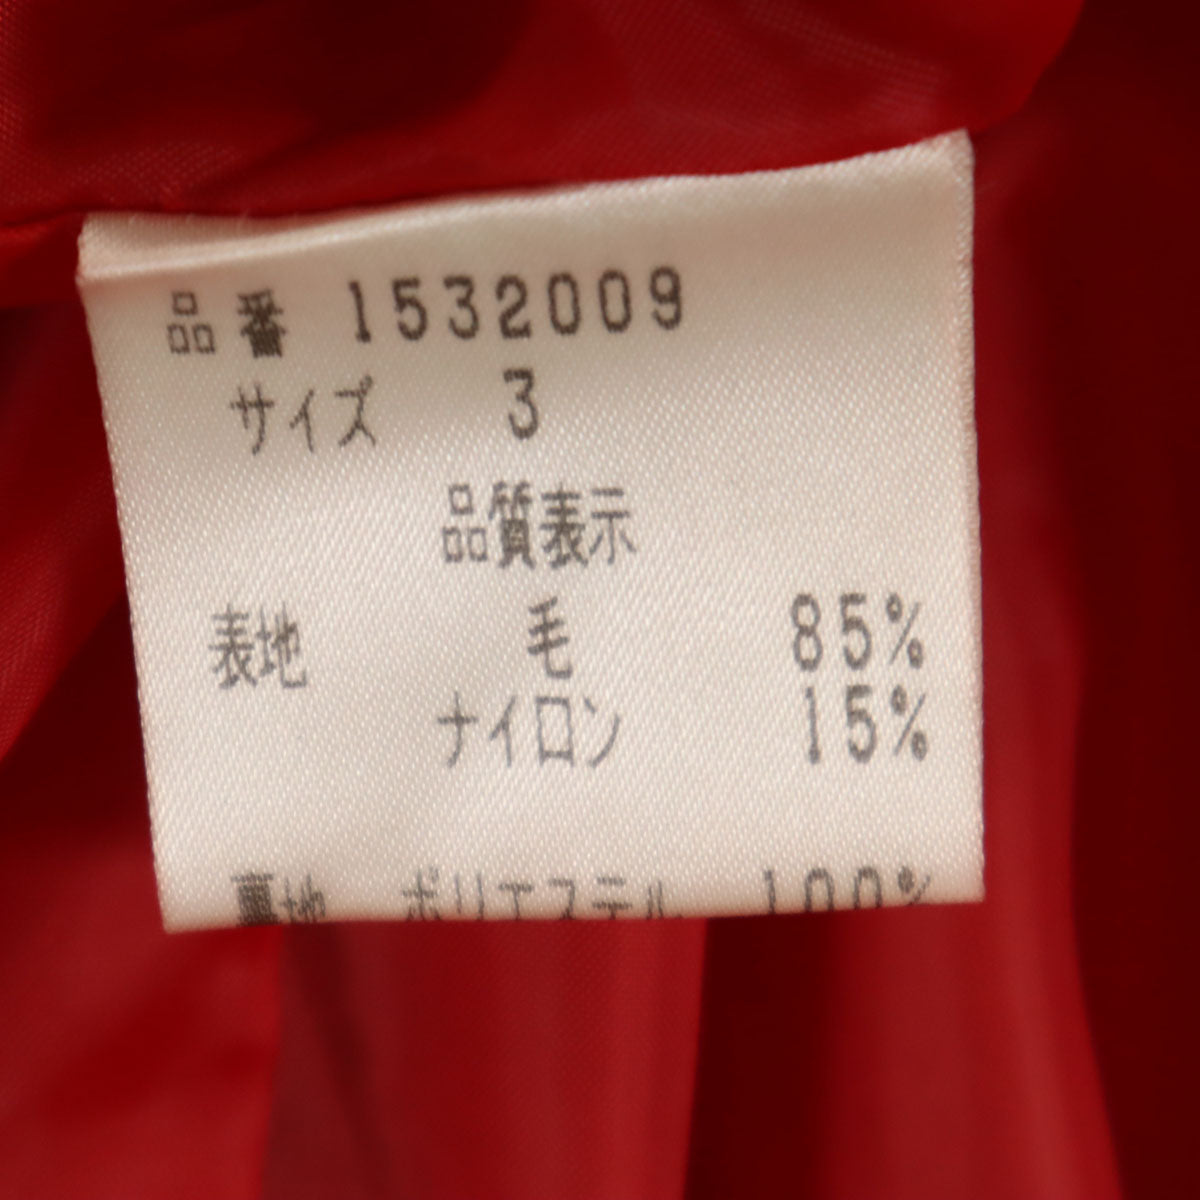 品番 1532009
サイズ 3
品質表示
表地 毛 85%
ナイロン 15%
裏地 ポリエステル 100%